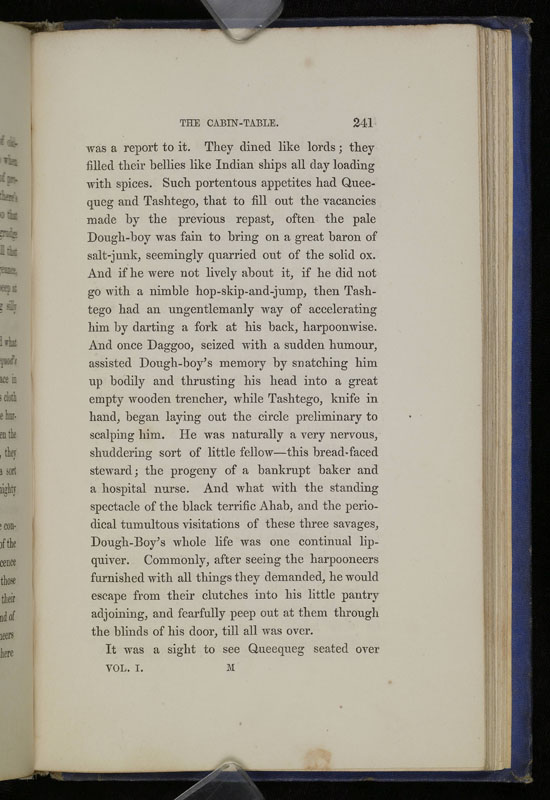 THE CABIN-TABLE. 241
was a report to it. They dined like lords; they
filled their bellies like Indian ships all day loading
with spices. Such portentous appetites had Quee-
queg and Tashtego, that to fill out the vacancies
made by the previous repast, often the pale
Dough-boy was fain to bring on a great baron of
salt-junk, seemingly quarried out of the solid ox.
And if he were not lively about it, if he did not
go with a nimble hop-skip-and-jump, then Tash-
tego had an ungentlemanly way of accelerating
him by darting a fork at his back, harpoonwise.
And once Daggoo, seized with a sudden humour,
assisted Dough-boy's memory by snatching him
up bodily and thrusting his head into a great
empty wooden trencher, while Tashtego, knife in
hand, began laying out the circle preliminary to
scalping him. He was naturally a very nervous,
shuddering sort of little fellow—this bread-faced
steward; the progeny of a bankrupt baker and
a hospital nurse. And what with the standing
spectacle of the black terrific Ahab, and the perio-
dical tumultous visitations of these three savages,
Dough-Boy's whole life was one continual lip-
quiver. Commonly, after seeing the harpooneers
furnished with all things they demanded, he would
escape from their clutches into his little pantry
adjoining, and fearfully peep out at them through
the blinds of his door, till all was over.
It was a sight to see Queequeg seated over
VOL. I. M